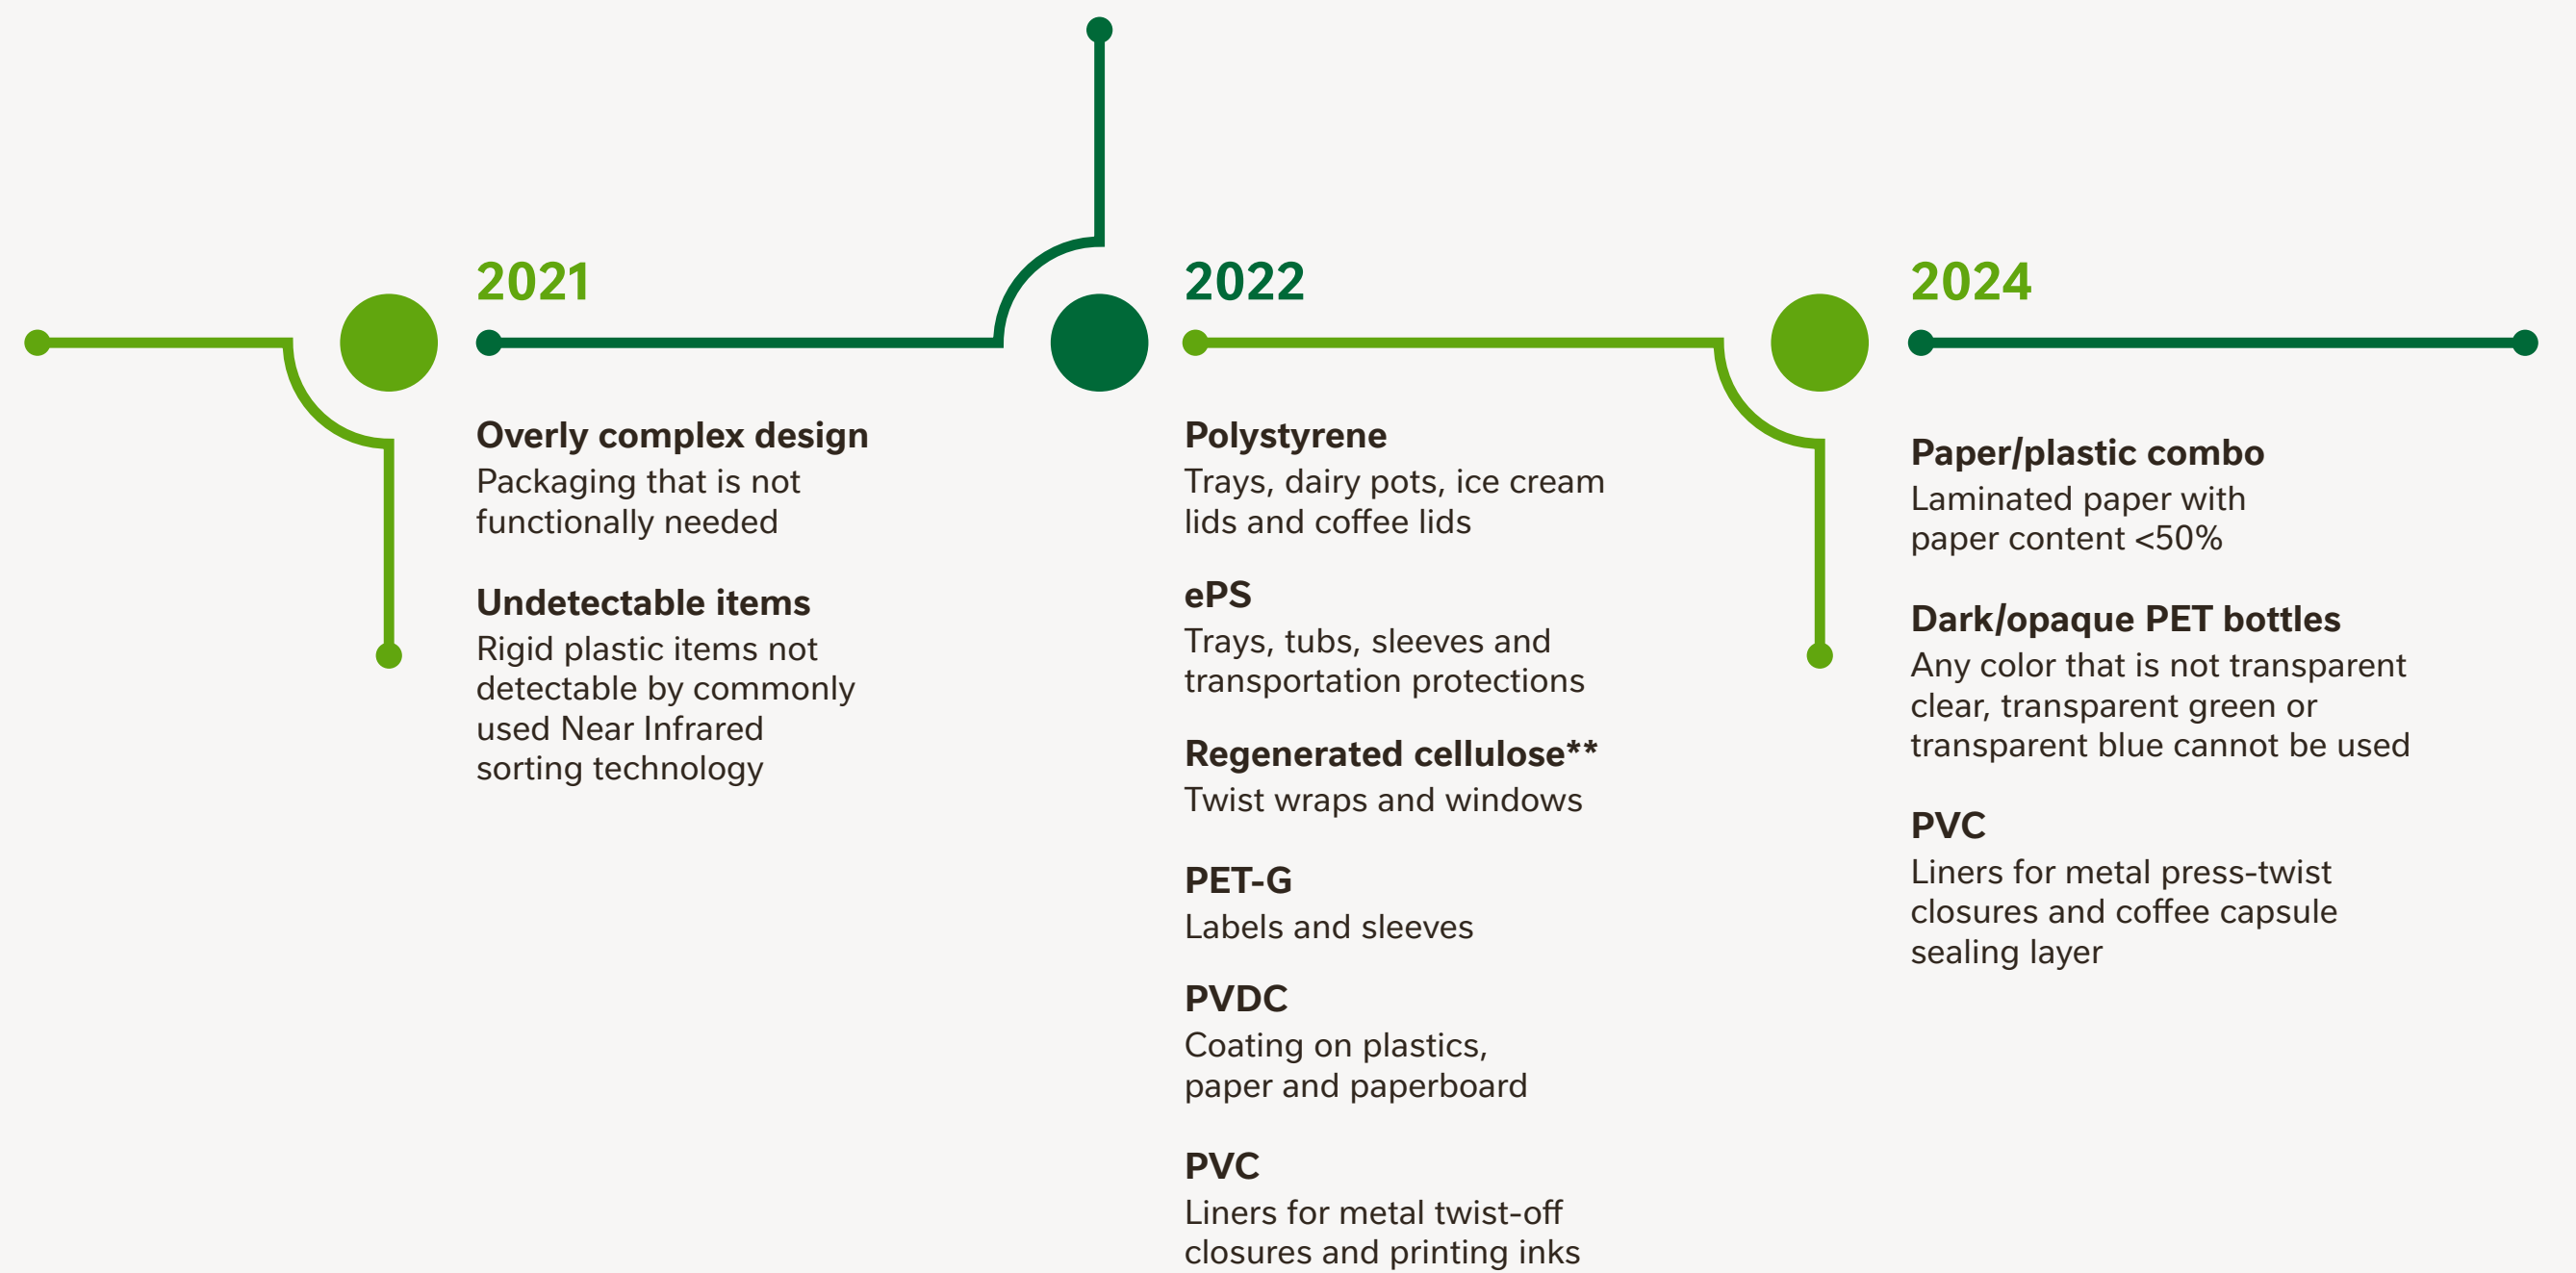 2021
Overly complex design
Packaging that is not
functionally needed
Undetectable items
Rigid plastic items not
detectable by commonly
used Near Infrared
sorting technology
2022
Polystyrene
Trays, dairy pots, ice cream
lids and coffee lids
ePS
Trays, tubs, sleeves and
transportation protections
Regenerated cellulose**
Twist wraps and windows
PET-G
Labels and sleeves
PVDC
Coating on plastics,
paper and paperboard
PVC
Liners for metal twist-off
closures and printing inks
2024
Paper/plastic combo
Laminated paper with
paper content <50%
Dark/opaque PET bottles
Any color that is not transparent
clear, transparent green or
transparent blue cannot be used
PVC
Liners for metal press-twist
closures and coffee capsule
sealing layer